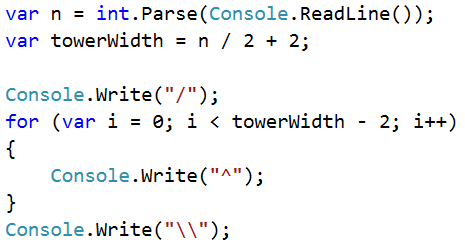 var n = int.Parse(Console.ReadLine());
var towerWidth = n / 2 + 2;

Console.Write("/");
for (var i = 0; i < towerWidth - 2; i++)
{
    Console.Write("^");
}
Console.Write("\\");